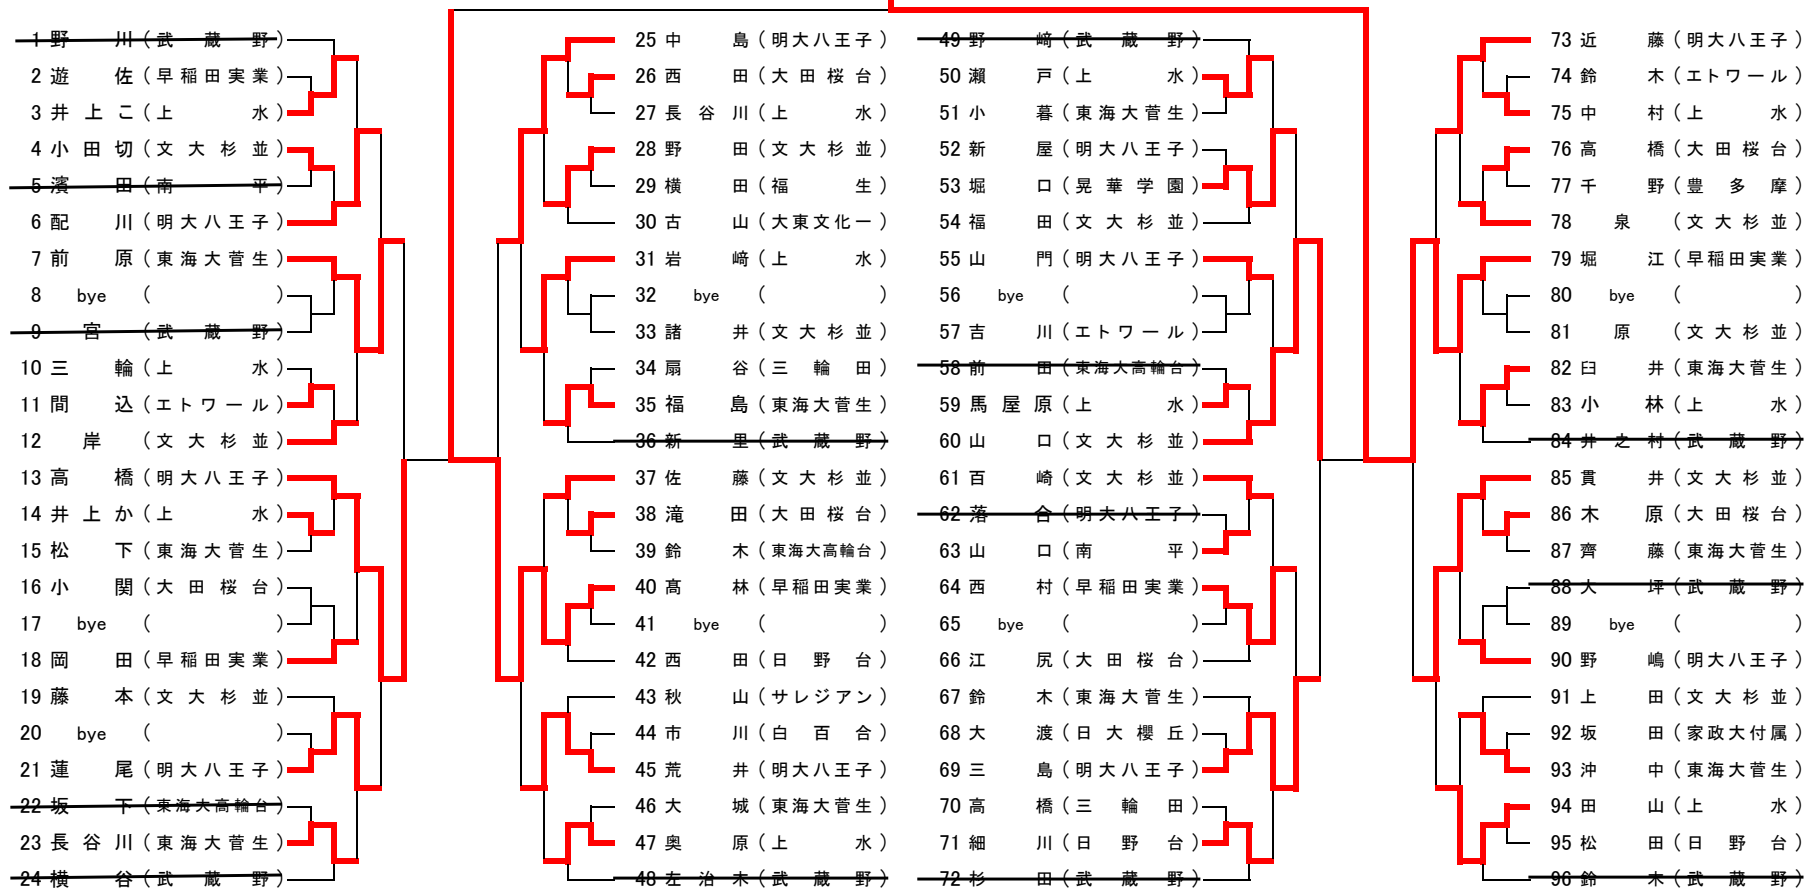 1 野川 (武蔵野)
2 遊佐 (早稲田実業)
3 井上こ (上水)
4 小田切 (文大杉並)
5 濱田 (南平)
6 配川 (明大八王子)
7 前原 (東海大菅生)
8 bye ( )
9 宮 (武蔵野)
10 三輪 (上水)
11 間込 (エトワール)
12 岸 (文大杉並)
13 高橋 (明大八王子)
14 井上か (上水)
15 松下 (東海大菅生)
16 小関 (大田桜台)
17 bye ( )
18 岡田 (早稲田実業)
19 藤本 (文大杉並)
20 bye ( )
21 蓮尾 (明大八王子)
22 坂下 (東海大高輪台)
23 長谷川 (東海大菅生)
24 横谷 (武蔵野)
25 中島 (明大八王子)
26 西田 (大田桜台)
27 長谷川 (上水)
28 野田 (文大杉並)
29 横田 (福生)
30 古山 (大東文化一)
31 岩﨑 (上水)
32 bye ( )
33 諸井 (文大杉並)
34 扇谷 (三輪田)
35 福島 (東海大菅生)
36 新里 (武蔵野)
37 佐藤 (文大杉並)
38 滝田 (大田桜台)
39 鈴木 (東海大高輪台)
40 髙林 (早稲田実業)
41 bye ( )
42 西田 (日野台)
43 秋山 (サレジアン)
44 市川 (白百合)
45 荒井 (明大八王子)
46 大城 (東海大菅生)
47 奥原 (上水)
48 左治木 (武蔵野)
49 野﨑 (武蔵野)
50 瀬戸 (上水)
51 小暮 (東海大菅生)
52 新屋 (明大八王子)
53 堀口 (晃華学園)
54 福田 (文大杉並)
55 山門 (明大八王子)
56 bye ( )
57 吉川 (エトワール)
58 前田 (東海大高輪台)
59 馬屋原 (上水)
60 山口 (文大杉並)
61 百崎 (文大杉並)
62 落合 (明大八王子)
63 山口 (南平)
64 西村 (早稲田実業)
65 bye ( )
66 江尻 (大田桜台)
67 鈴木 (東海大菅生)
68 大渡 (日大櫻丘)
69 三島 (明大八王子)
70 高橋 (三輪田)
71 細川 (日野台)
72 杉田 (武蔵野)
73 近藤 (明大八王子)
74 鈴木 (エトワール)
75 中村 (上水)
76 高橋 (大田桜台)
77 千野 (豊多摩)
78 泉 (文大杉並)
79 堀江 (早稲田実業)
80 bye ( )
81 原 (文大杉並)
82 臼井 (東海大菅生)
83 小林 (上水)
84 井之村 (武蔵野)
85 貫井 (文大杉並)
86 木原 (大田桜台)
87 齊藤 (東海大菅生)
88 大坪 (武蔵野)
89 bye ( )
90 野嶋 (明大八王子)
91 上田 (文大杉並)
92 坂田 (家政大付属)
93 沖中 (東海大菅生)
94 田山 (上水)
95 松田 (日野台)
96 鈴木 (武蔵野)